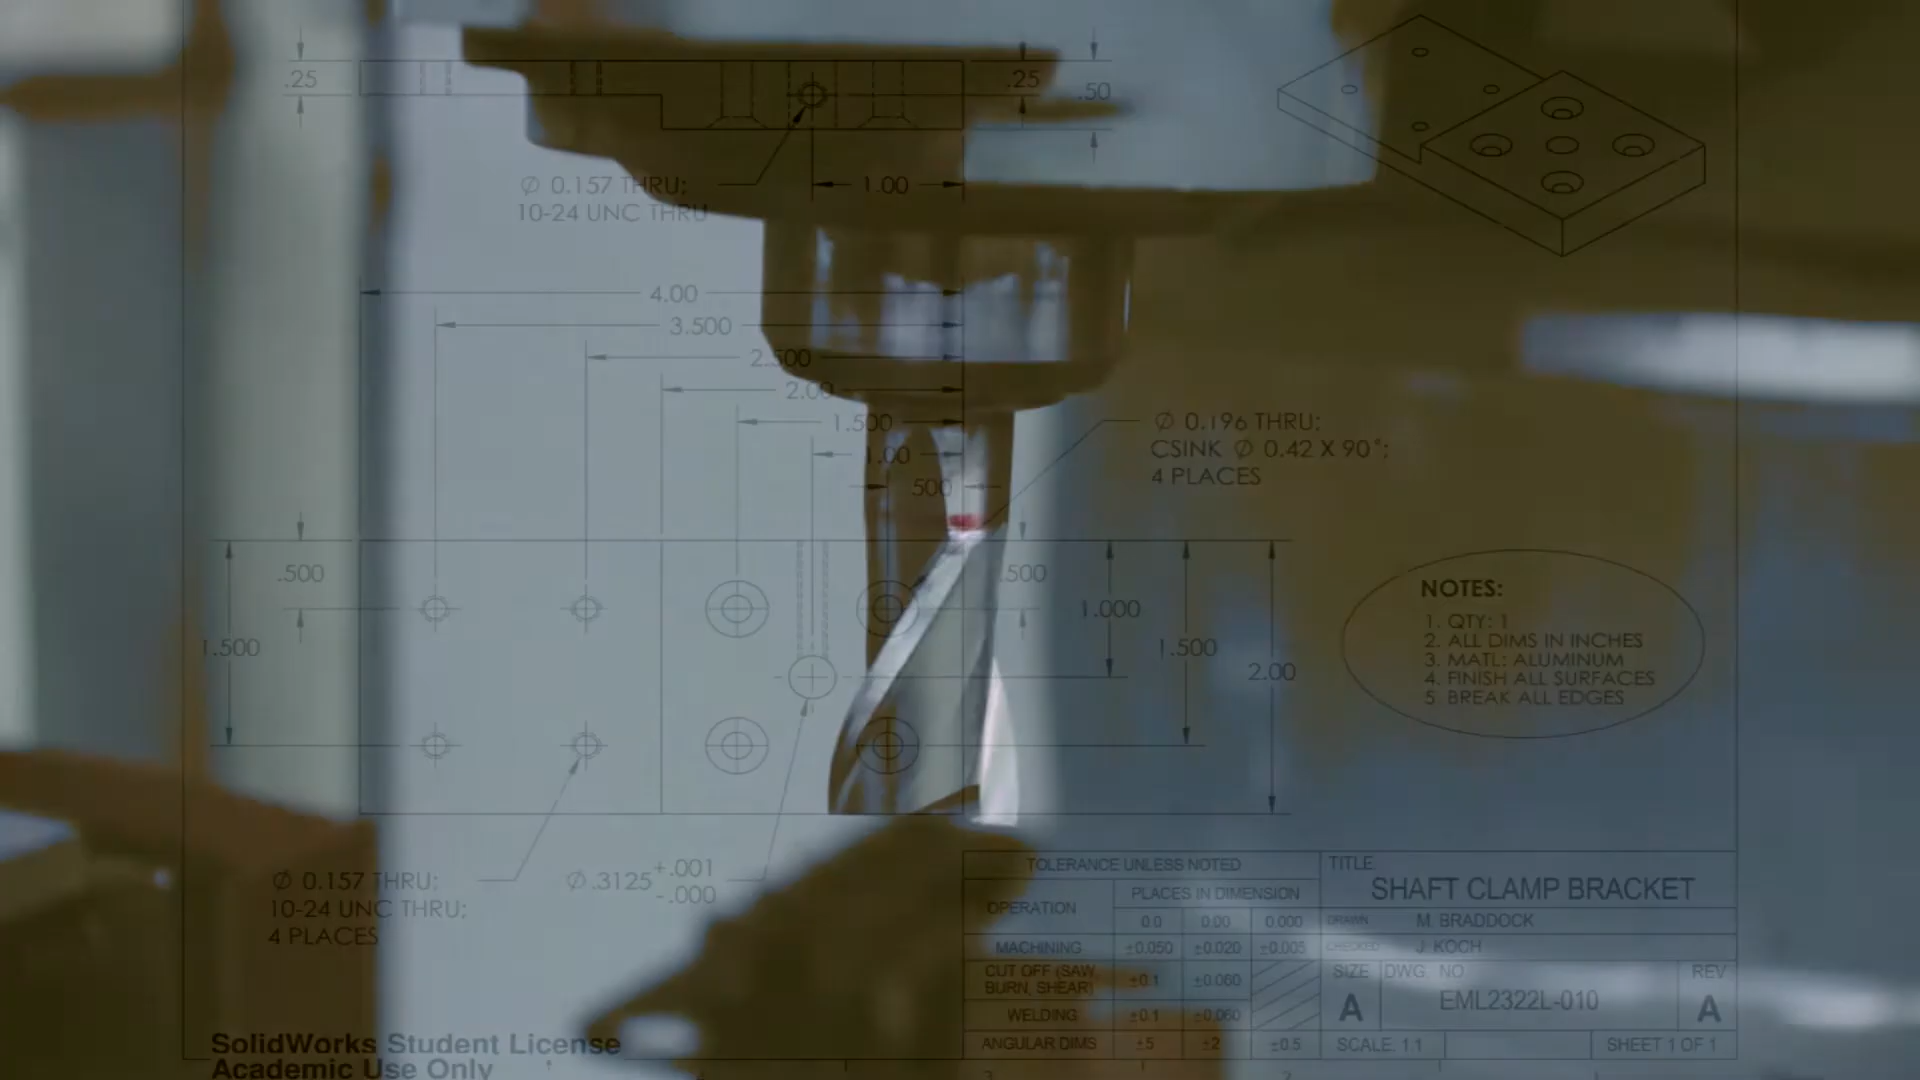 .25
.25
.50
Ø 0.157 THRU;
10-24 UNC THRU
1.00
4.00
3.500
2.500
2.00
1.500
1.00
.500
Ø 0.196 THRU;
CSINK Ø 0.42 X 90°;
4 PLACES
.500
.500
1.000
1.500
1.500
2.00
NOTES:
1. QTY: 1
2. ALL DIMS IN INCHES
3. MATL: ALUMINUM
4. FINISH ALL SURFACES
5 BREAK ALL EDGES
Ø 0.157 THRU;
10-24 UNC THRU;
4 PLACES
Ø .3125 +.001
-.000
TOLERANCE UNLESS NOTED
OPERATION
PLACES IN DIMENSION
0.0 0.00 0.000
MACHINING ±0.050 ±0.020 ±0.005
CUT OFF (SAW
BURN, SHEAR) ±0.1 ±0.060
WELDING ±0.1 ±0.060
ANGULAR DIMS ±5 ±2 ±0.5
TITLE
SHAFT CLAMP BRACKET
DRAWN M. BRADDOCK
CHECKED J. KOCH
SIZE DWG. NO REV
A EML2322L-010 A
SCALE. 1:1 SHEET 1 OF 1
SolidWorks Student License
Academic Use Only